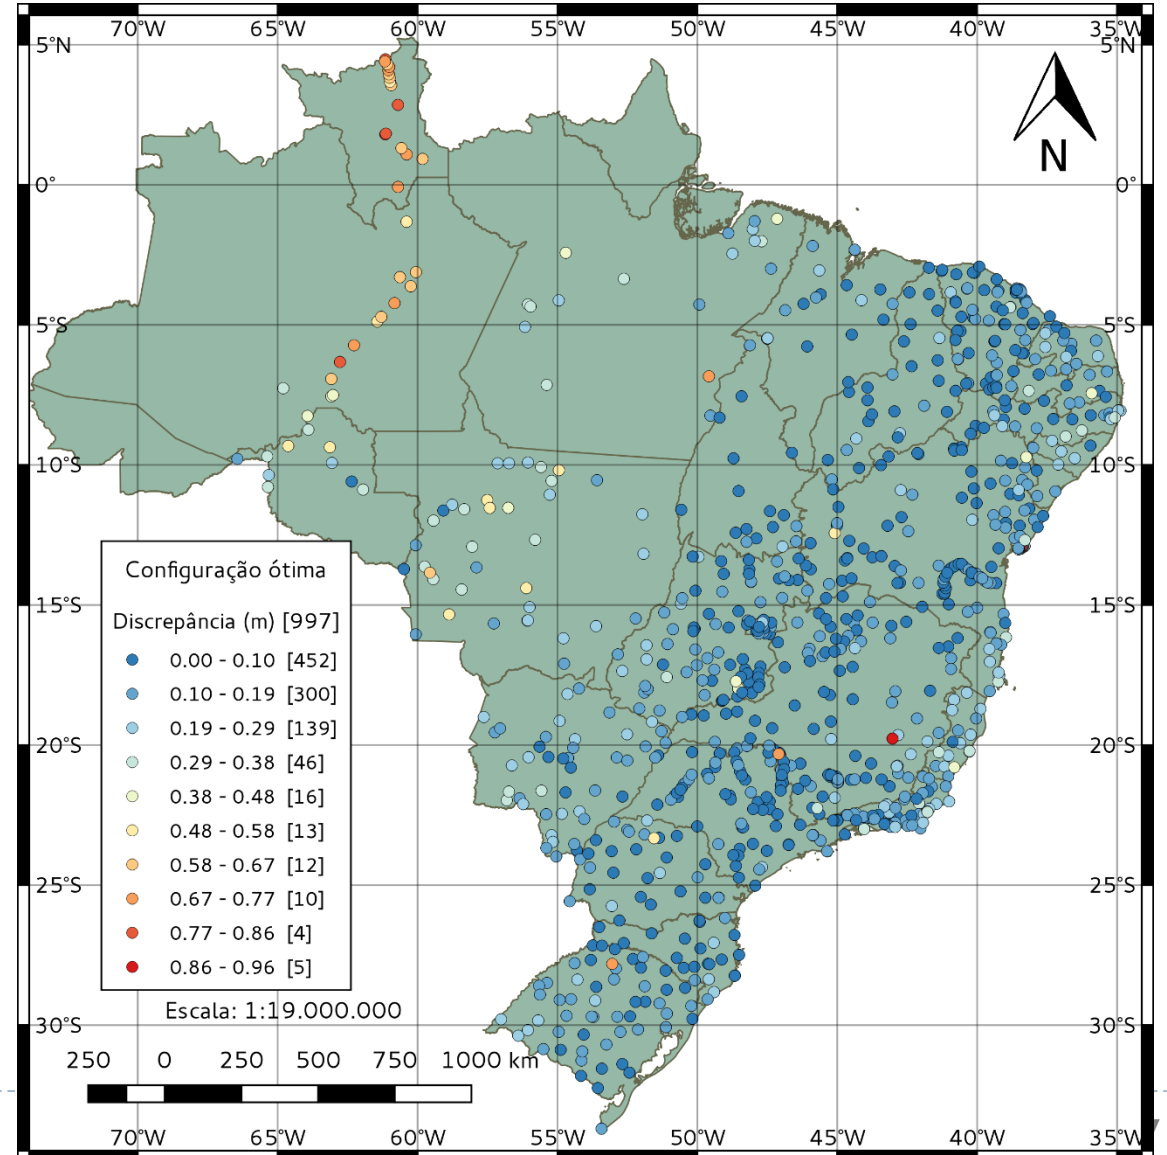 70°W 65°W 60°W 55°W 50°W 45°W 40°W 35°W
5°N 5°N
N
0° 0°
5°S 5°S
10°S 10°S
Configuração ótima
15°S 15°S
Discrepância (m) [997]
0.00 - 0.10 [452]
0.10 - 0.19 [300]
0.19 - 0.29 [139]
20°S 20°S
0.29 - 0.38 [46]
0.38 - 0.48 [16]
0.48 - 0.58 [13]
0.58 - 0.67 [12]
25°S 25°S
0.67 - 0.77 [10]
0.77 - 0.86 [4]
0.86 - 0.96 [5]
Escala: 1:19.000.000
30°S 30°S
250 0 250 500 750 1000 km
70°W 65°W 60°W 55°W 50°W 45°W 40°W 35°W